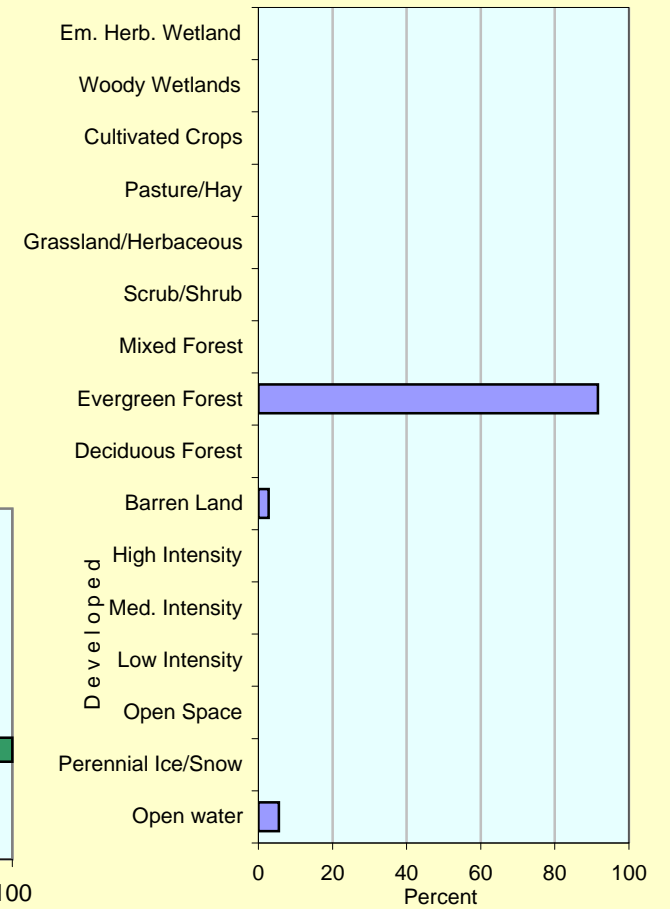 Em. Herb. Wetland
Woody Wetlands
Cultivated Crops
Pasture/Hay
Grassland/Herbaceous
Scrub/Shrub
Mixed Forest
Evergreen Forest
Deciduous Forest
Barren Land
Developed
High Intensity
Med. Intensity
Low Intensity
Open Space
Perennial Ice/Snow
Open water
0 20 40 60 80 100
Percent
100